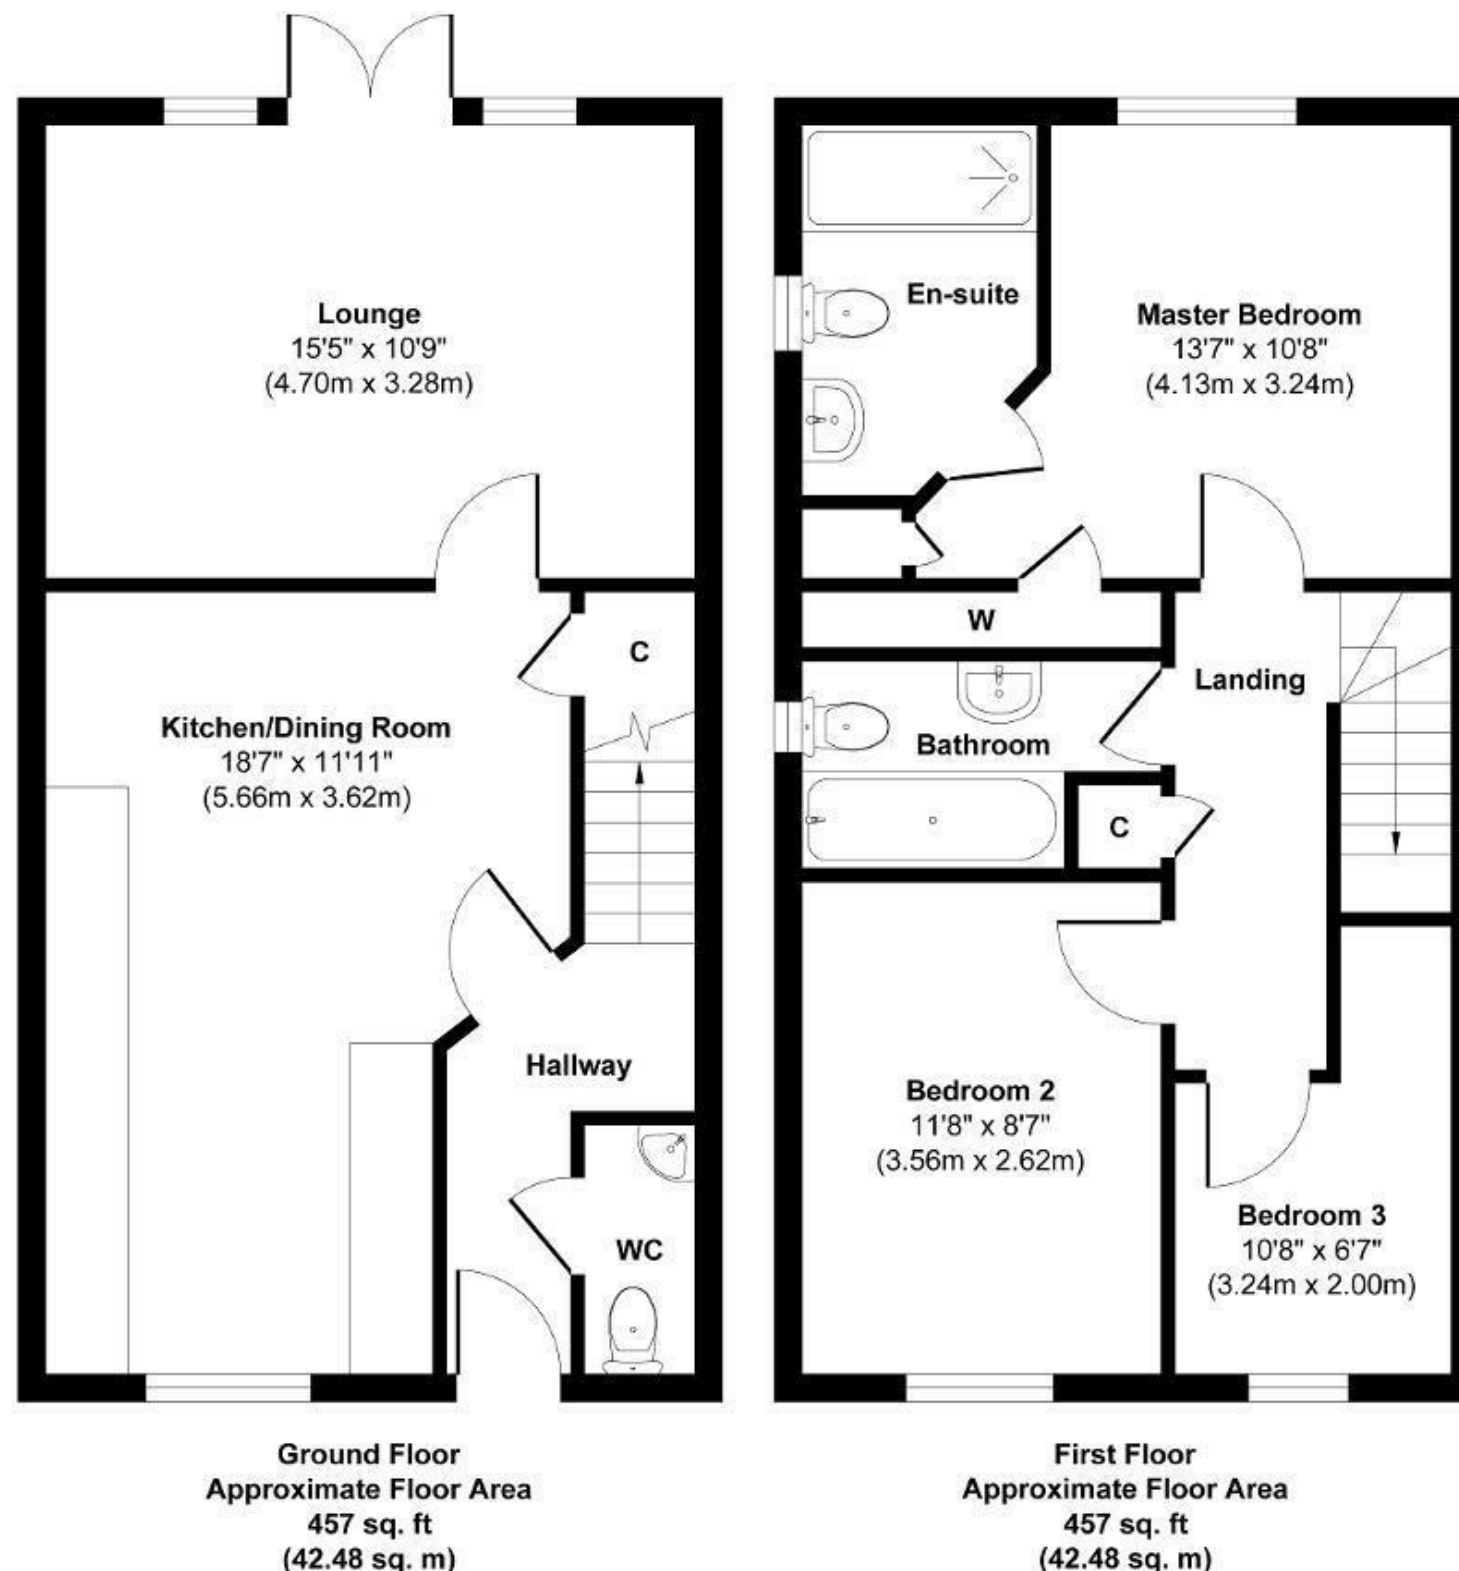 Lounge
15'5" x 10'9"
(4.70m x 3.28m)
C
Kitchen/Dining Room
18'7" x 11'11"
(5.66m x 3.62m)
Hallway
WC
Ground Floor
Approximate Floor Area
457 sq. ft
(42.48 sq. m)
En-suite
Master Bedroom
13'7" x 10'8"
(4.13m x 3.24m)
W
Landing
Bathroom
C
Bedroom 2
11'8" x 8'7"
(3.56m x 2.62m)
Bedroom 3
10'8" x 6'7"
(3.24m x 2.00m)
First Floor
Approximate Floor Area
457 sq. ft
(42.48 sq. m)